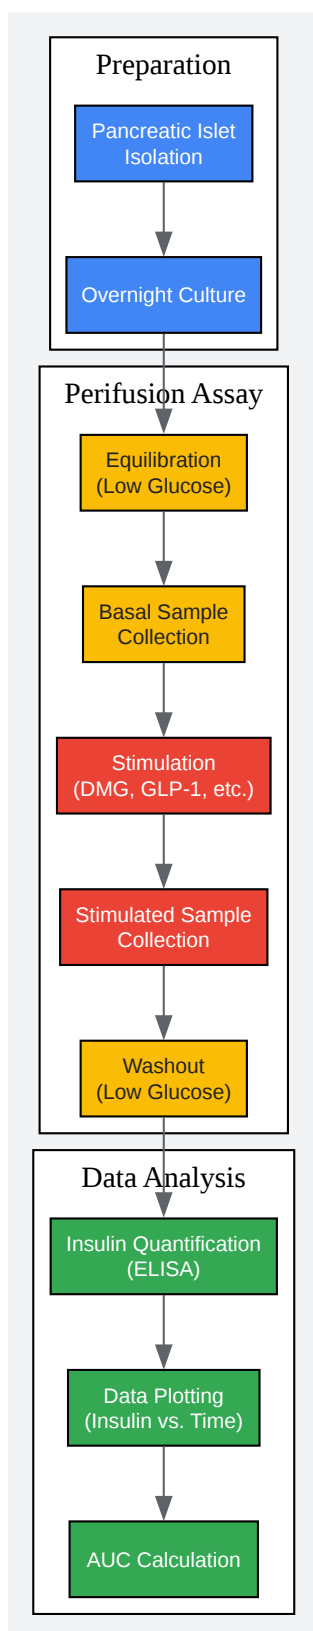 Preparation
Pancreatic Islet
Isolation
Overnight Culture
Perifusion Assay
Equilibration
(Low Glucose)
Basal Sample
Collection
Stimulation
(DMG, GLP-1, etc.)
Stimulated Sample
Collection
Washout
(Low Glucose)
Data Analysis
Insulin Quantification
(ELISA)
Data Plotting
(Insulin vs. Time)
AUC Calculation